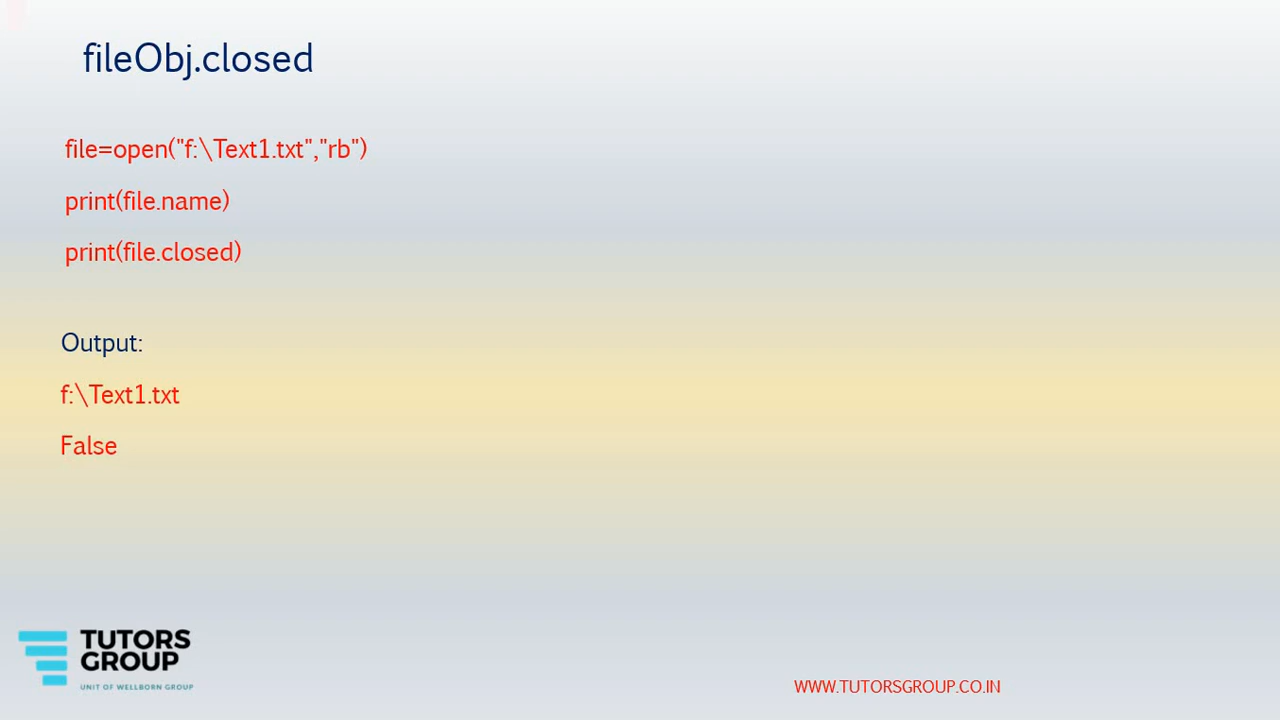 fileObj.closed
file=open("f:\Text1.txt","rb")
print(file.name)
print(file.closed)
Output:
f:\Text1.txt
False
TUTORS
GROUP
UNIT OF WELLBORN GROUP
WWW.TUTORSGROUP.CO.IN